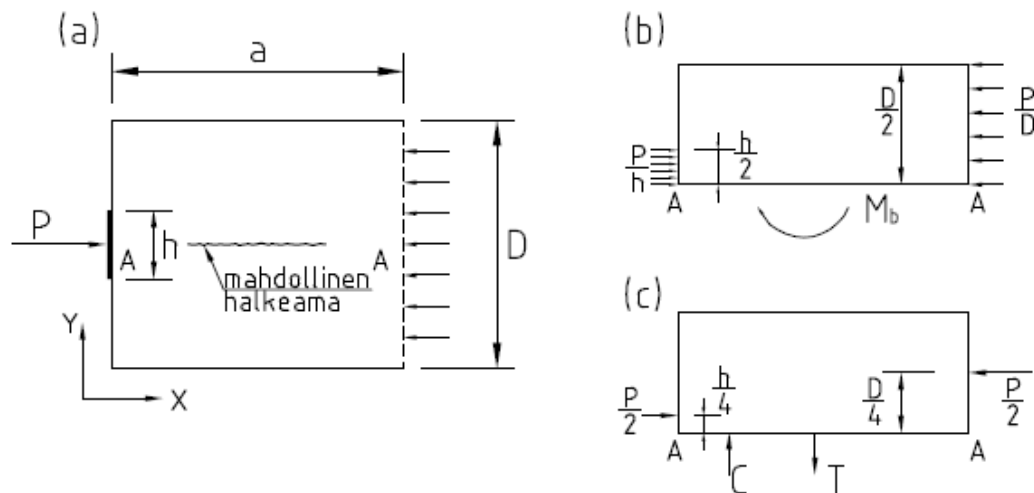 (a)
a
P
A
h
A
D
mahdollinen
halkeama
Y
X
(b)
D/2
P/D
h/2
P/h
A
A
M_b
(c)
h/4
D/4
P/2
P/2
A
A
C
T